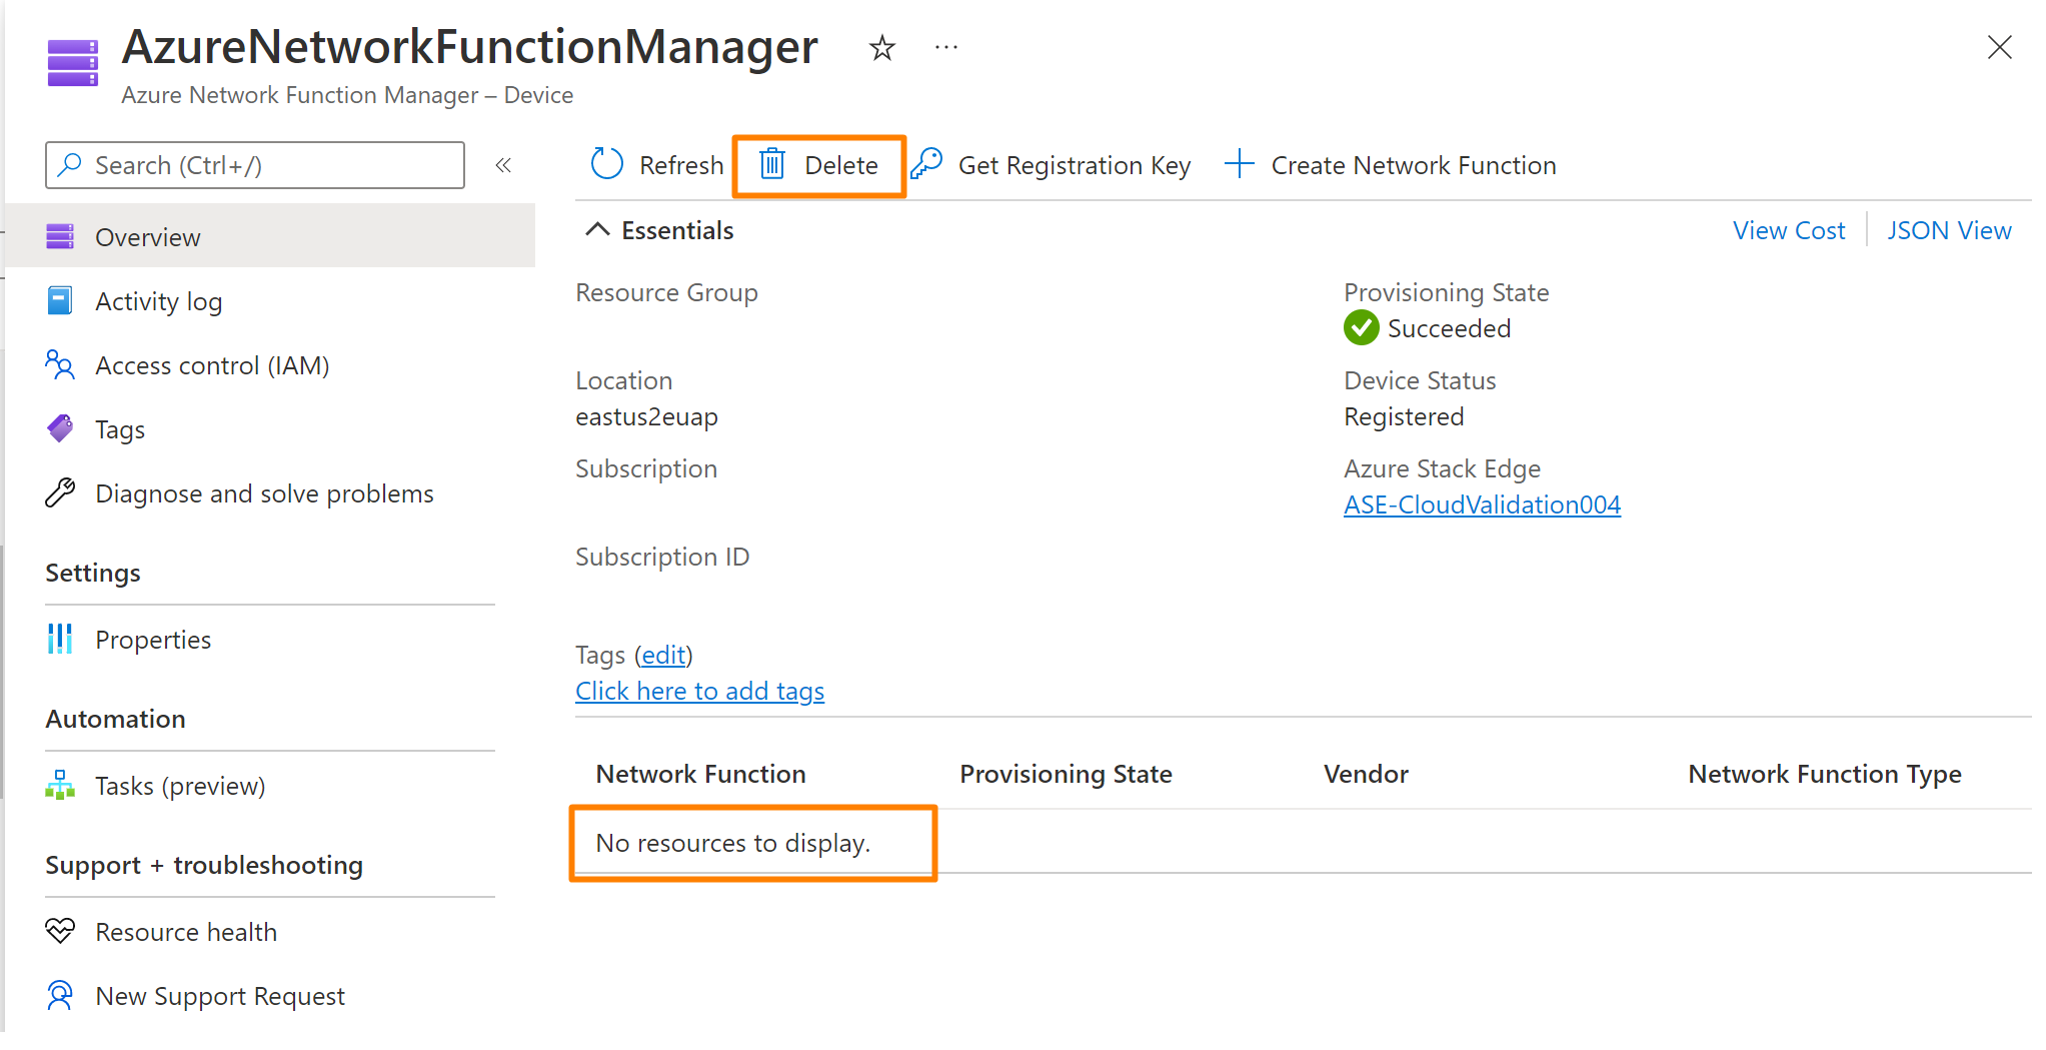 AzureNetworkFunctionManager
Azure Network Function Manager – Device
Search (Ctrl+/)
Overview
Activity log
Access control (IAM)
Tags
Diagnose and solve problems
Settings
Properties
Automation
Tasks (preview)
Support + troubleshooting
Resource health
New Support Request
Refresh Delete Get Registration Key Create Network Function
Essentials
View Cost JSON View
Resource Group
Location
eastus2euap
Subscription
Subscription ID
Provisioning State
Succeeded
Device Status
Registered
Azure Stack Edge
ASE-CloudValidation004
Tags (edit)
Click here to add tags
Network Function Provisioning State Vendor Network Function Type
No resources to display.